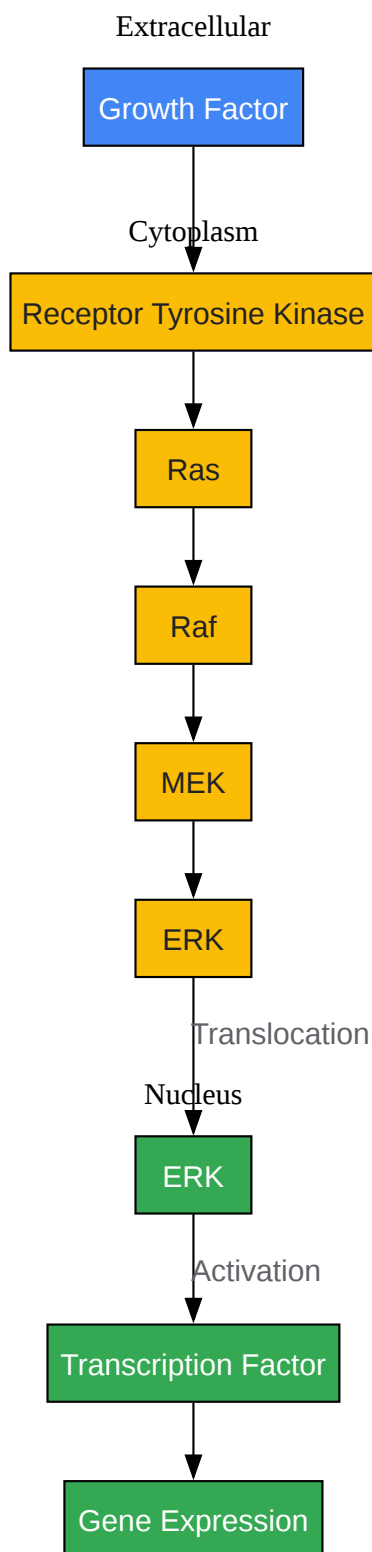 Extracellular
Growth Factor
Cytoplasm
Receptor Tyrosine Kinase
Ras
Raf
MEK
ERK
Translocation
Nucleus
ERK
Activation
Transcription Factor
Gene Expression